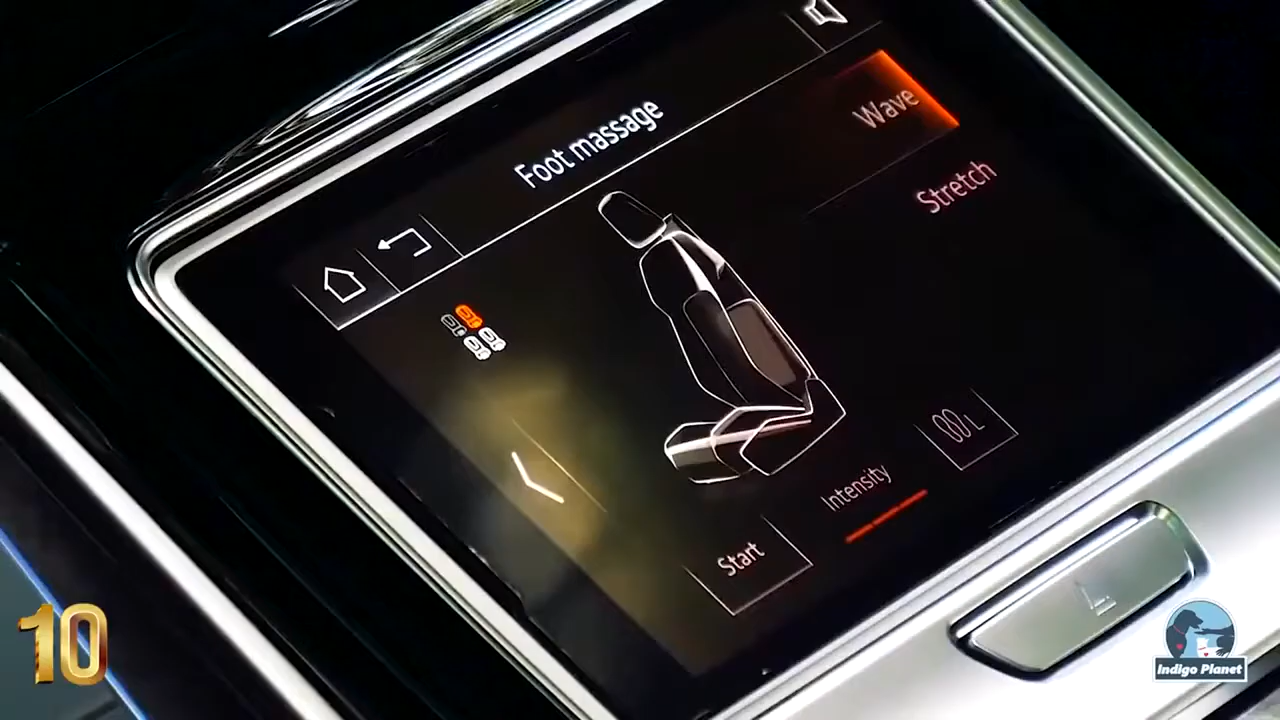 Foot massage
Wave
Stretch
Intensity
Start
10
Indigo Planet